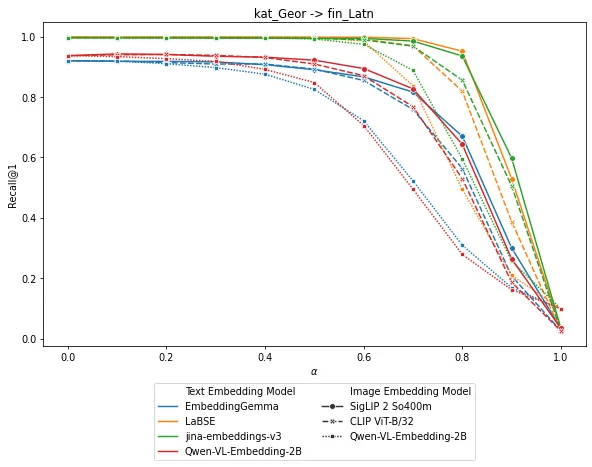 kat_Geor -> fin_Latn
1.0
0.8
0.6
0.4
0.2
0.0
Recall@1
0.0 0.2 0.4 0.6 0.8 1.0
α
Text Embedding Model Image Embedding Model
EmbeddingGemma SigLIP 2 So400m
LaBSE CLIP ViT-B/32
jina-embeddings-v3 Qwen-VL-Embedding-2B
Qwen-VL-Embedding-2B